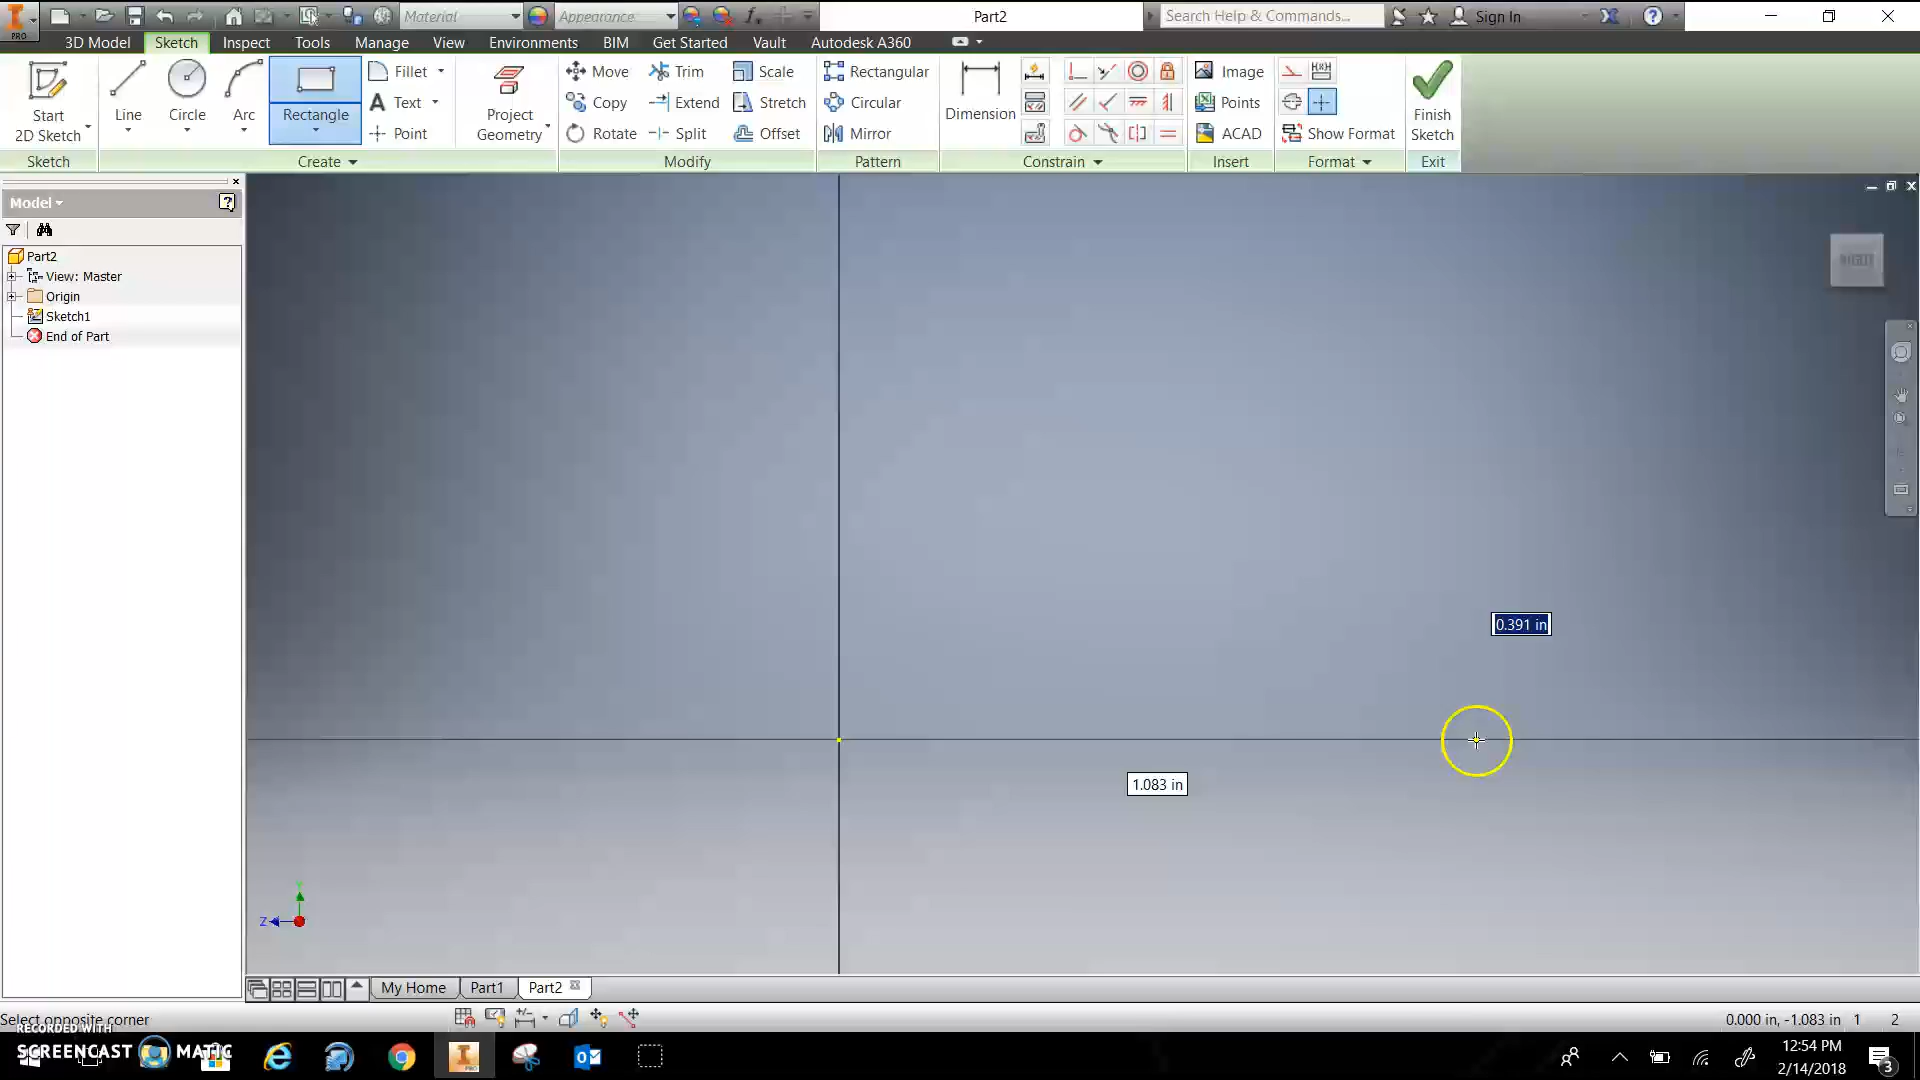 PRO
Material
Appearance
Part2
Search Help & Commands...
Sign In
3D Model
Sketch
Inspect
Tools
Manage
View
Environments
BIM
Get Started
Vault
Autodesk A360
Start
2D Sketch
Line
Circle
Arc
Rectangle
Fillet
Text
Point
Project
Geometry
Move
Copy
Rotate
Trim
Extend
Split
Scale
Stretch
Offset
Rectangular
Circular
Mirror
Dimension
Image
Points
ACAD
Show Format
Finish
Sketch
Sketch
Create
Modify
Pattern
Constrain
Insert
Format
Exit
Model
Part2
View: Master
Origin
Sketch1
End of Part
0.391 in
1.083 in
Z
My Home
Part1
Part2
Select opposite corner
0.000 in, -1.083 in 1 2
RECORDED WITH
SCREENCAST MATIC
12:54 PM
2/14/2018
3